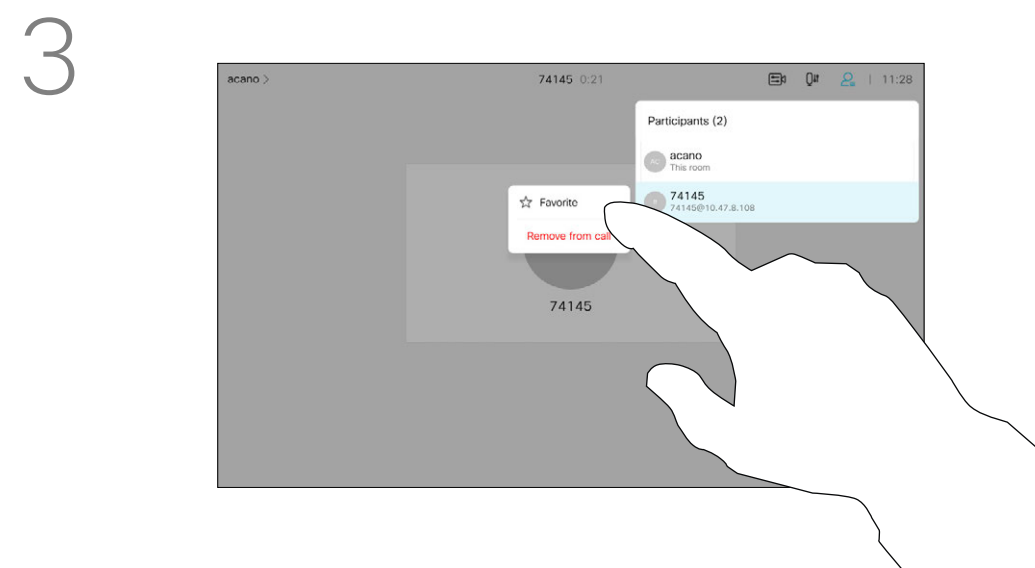 3
acano >
74145 0:21
11:28
Participants (2)
AC
acano
This room
74145
74145@10.47.8.108
Favorite
Remove from call
74145